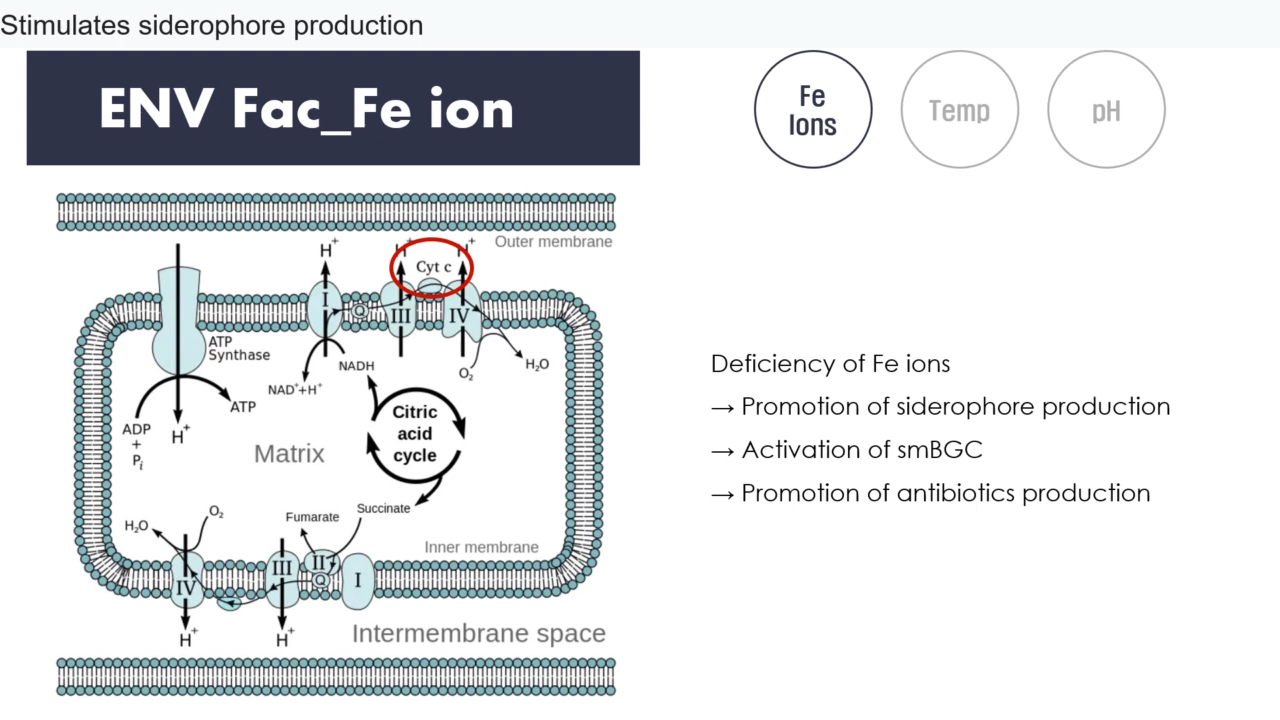 Stimulates siderophore production
ENV Fac_Fe ion
Fe
Ions
Temp
pH
H+
H+
H+
Outer membrane
Cyt c
I
Q
III
IV
ATP
Synthase
NADH
O2
H2O
NAD++H+
ATP
ADP
+
Pi
H+
Citric
acid
cycle
Matrix
Succinate
Fumarate
O2
H2O
Inner membrane
IV
III
II
Q
I
H+
H+
Intermembrane space
Deficiency of Fe ions
→ Promotion of siderophore production
→ Activation of smBGC
→ Promotion of antibiotics production